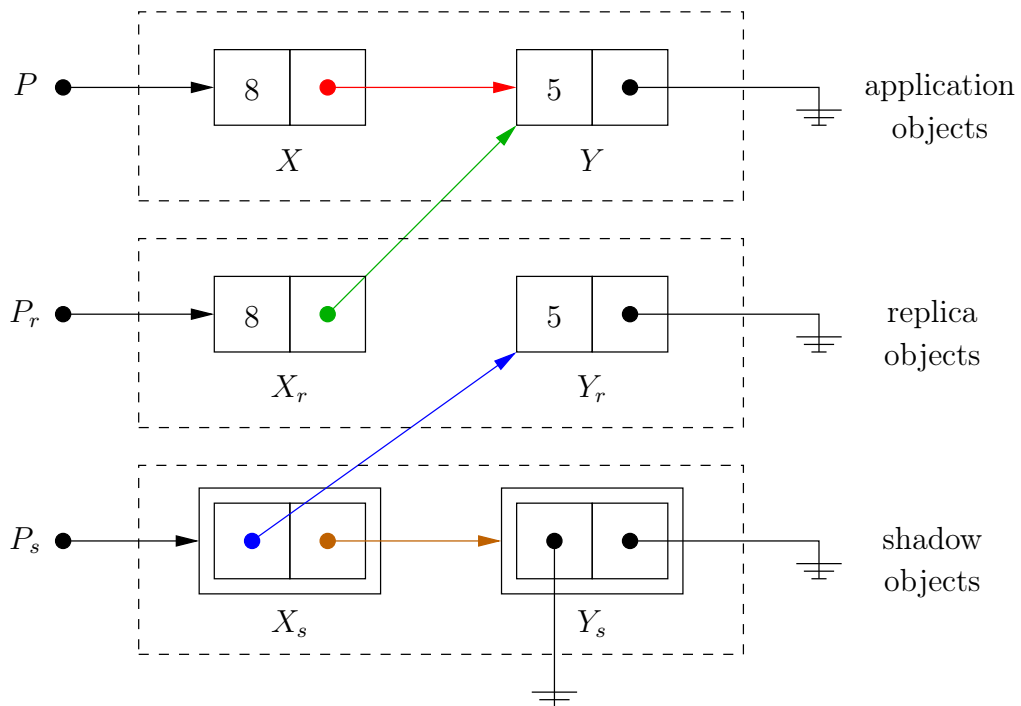 P 8 5 application
objects
X Y
P_r 8 5 replica
objects
X_r Y_r
P_s shadow
objects
X_s Y_s